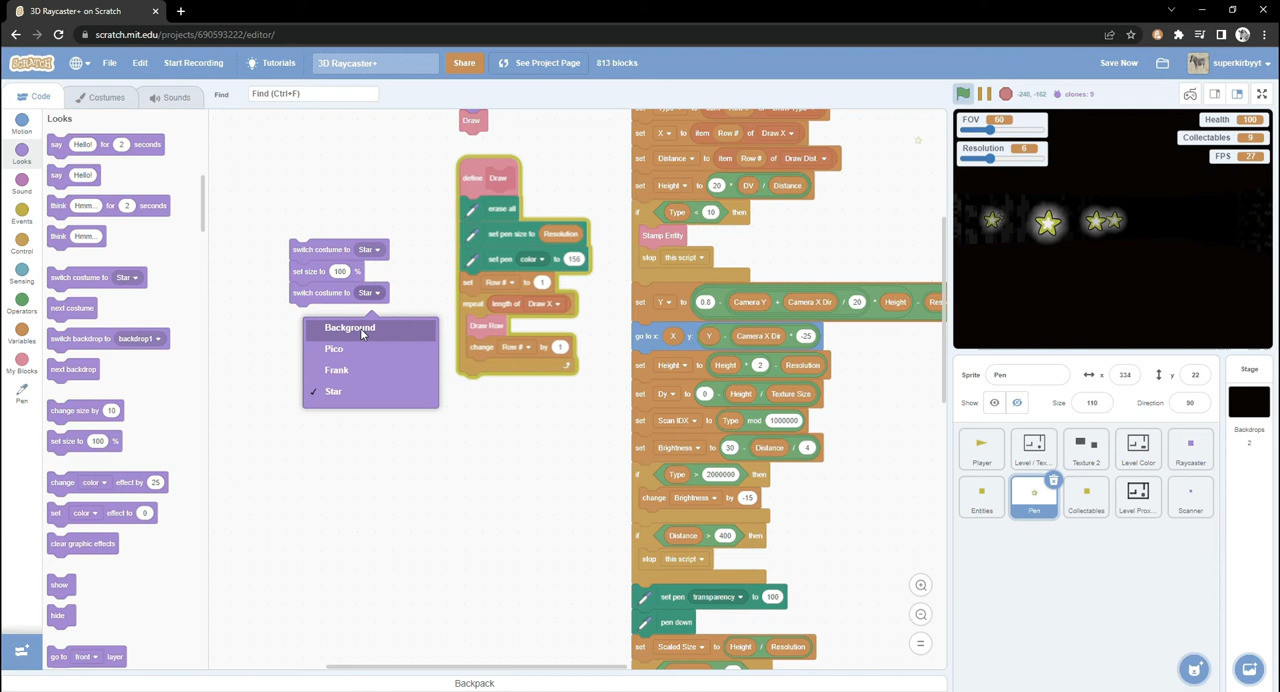 3D Raycaster+ on Scratch
scratch.mit.edu/projects/690593222/editor/
SCRATCH File Edit Start Recording Tutorials 3D Raycaster+ Share See Project Page 813 blocks Save Now superkirbyyt
Code Costumes Sounds Find Find (Ctrl+F) -248, -162 clones: 9
Motion
Looks
Sound
Events
Control
Sensing
Operators
Variables
My Blocks
Pen
Looks
say Hello! for 2 seconds
say Hello!
think Hmm... for 2 seconds
think Hmm...
switch costume to Star
next costume
switch backdrop to backdrop1
next backdrop
change size by 10
set size to 100 %
change color effect by 25
set color effect to 0
clear graphic effects
show
hide
go to front layer
switch costume to Star
set size to 100 %
switch costume to Star
Background
Pico
Frank
✓ Star
Draw
define Draw
erase all
set pen size to Resolution
set pen color to 156
set Row # to 1
repeat length of Draw X
Draw Row
change Row # by 1
set X to item Row # of Draw X
set Distance to item Row # of Draw Dist
set Height to 20 * DV / Distance
if Type < 10 then
Stamp Entity
stop this script
set Y to 0.8 - Camera Y + Camera X Dir / 20 * Height - Res
go to x: X y: Y - Camera X Dir * -25
set Height to Height * 2 - Resolution
set Dy to 0 - Height / Texture Size
set Scan IDX to Type mod 1000000
set Brightness to 30 - Distance / 4
if Type > 2000000 then
change Brightness by -15
if Distance > 400 then
stop this script
set pen transparency to 100
pen down
set Scaled Size to Height / Resolution
FOV 60
Resolution 6
Health 100
Collectables 9
FPS 27
Sprite Pen x 334 y 22
Show Size 110 Direction 90
Player Level / Tex... Texture 2 Level Color Raycaster
Entities Pen Collectables Level Prox... Scanner
Stage
Backdrops
2
Backpack